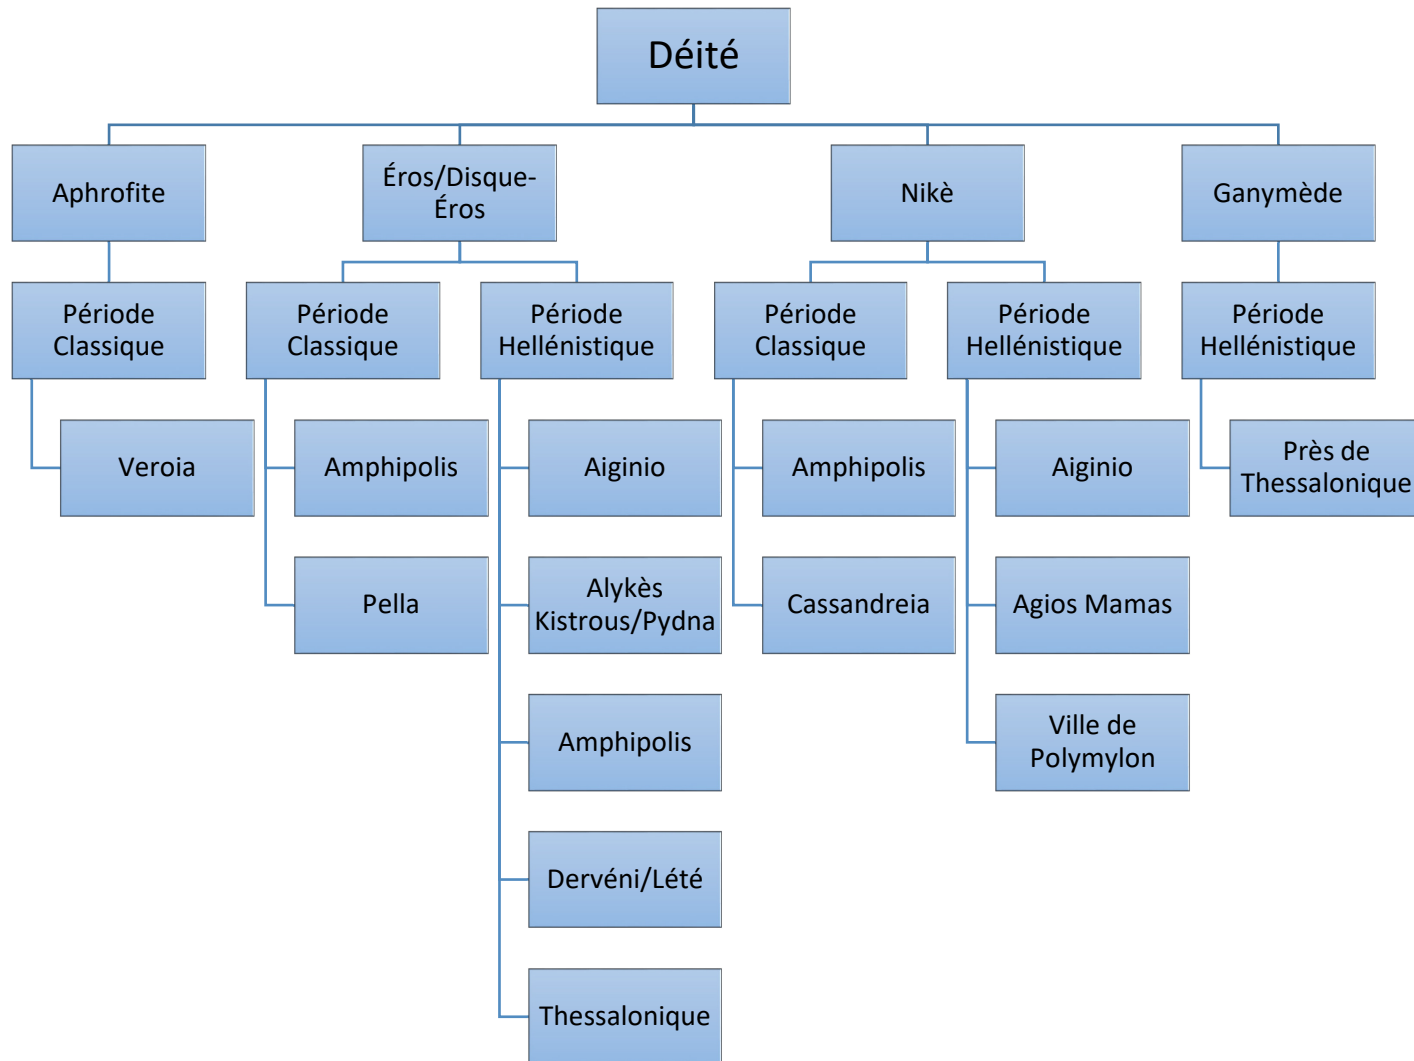 Déité
Aphrofite
Éros/Disque-
Éros
Nikè
Ganymède
Période
Classique
Période
Classique
Période
Hellénistique
Période
Classique
Période
Hellénistique
Période
Hellénistique
Veroia
Amphipolis
Aiginio
Amphipolis
Aiginio
Près de
Thessalonique
Pella
Alykès
Kistrous/Pydna
Cassandreia
Agios Mamas
Amphipolis
Ville de
Polymylon
Dervéni/Lété
Thessalonique